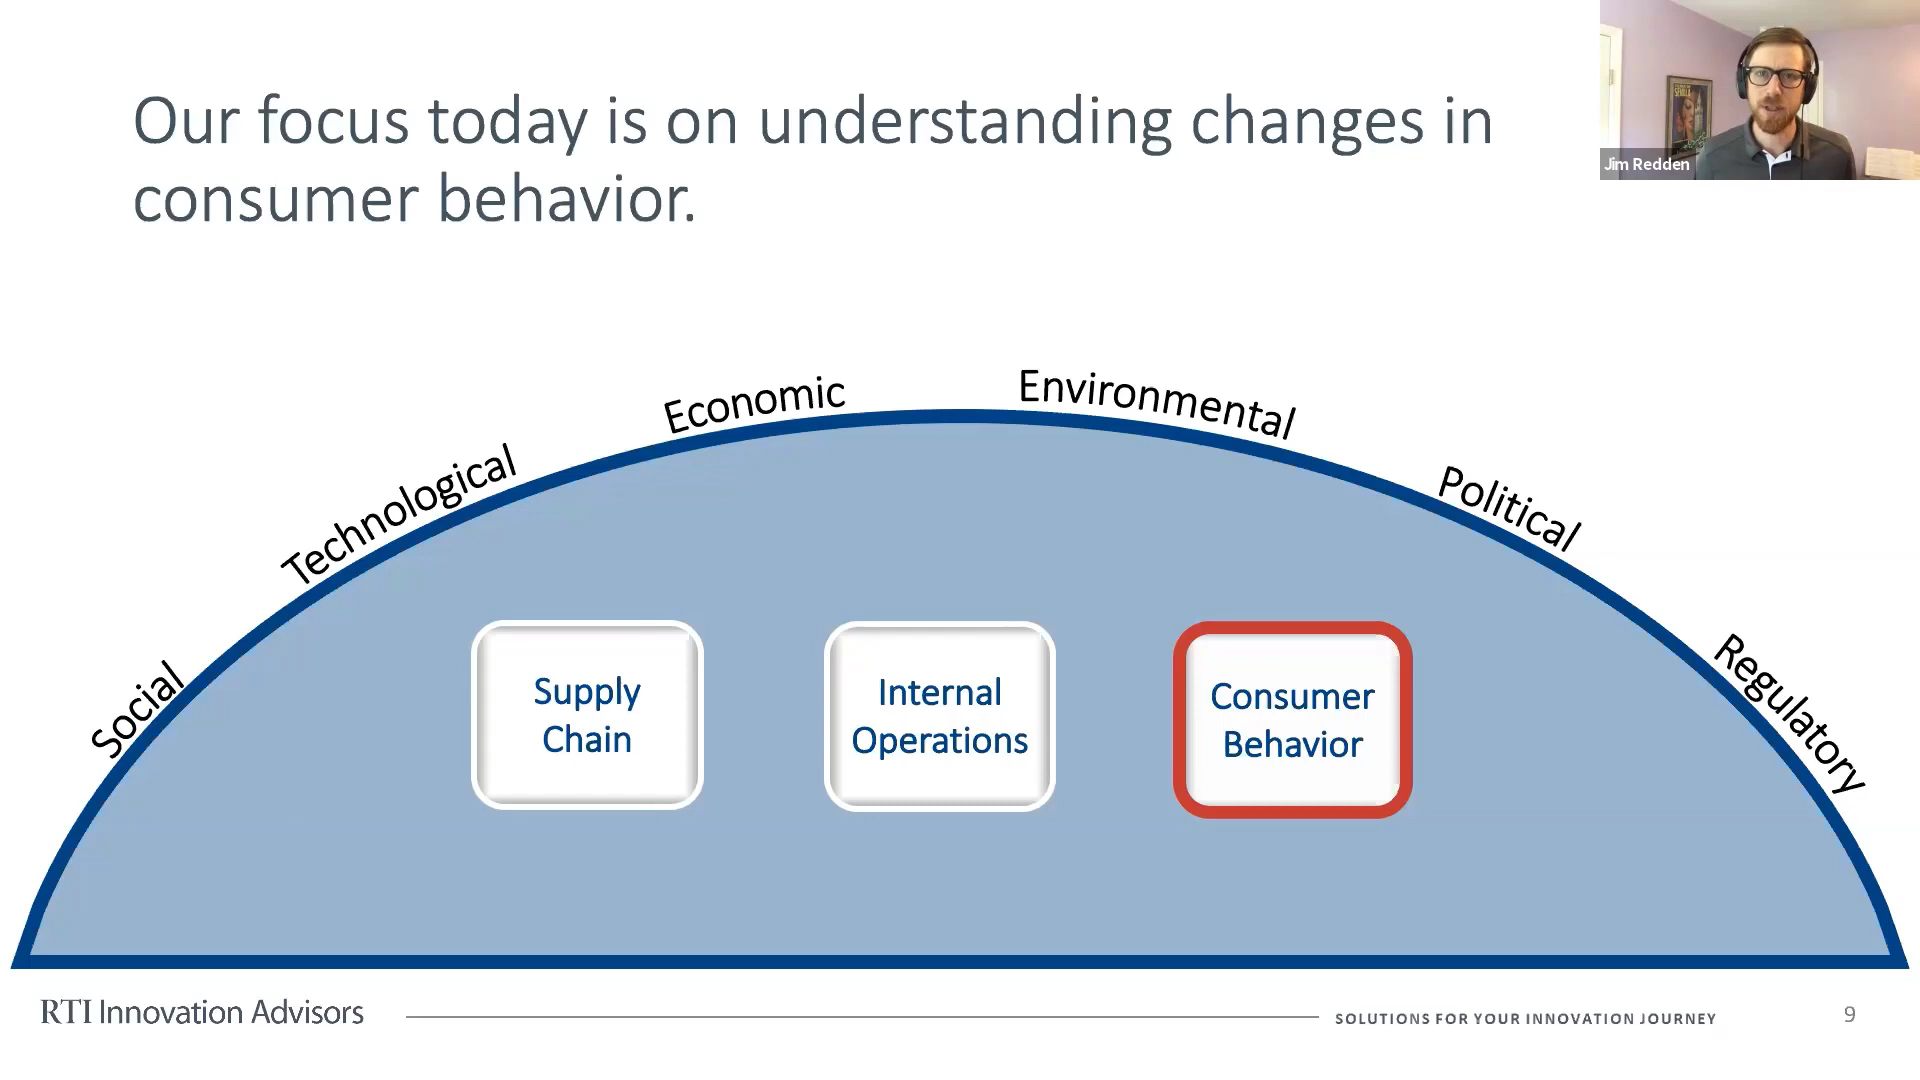 Our focus today is on understanding changes in
consumer behavior.
Jim Redden
Social
Technological
Economic
Environmental
Political
Regulatory
Supply
Chain
Internal
Operations
Consumer
Behavior
RTI Innovation Advisors
SOLUTIONS FOR YOUR INNOVATION JOURNEY
9